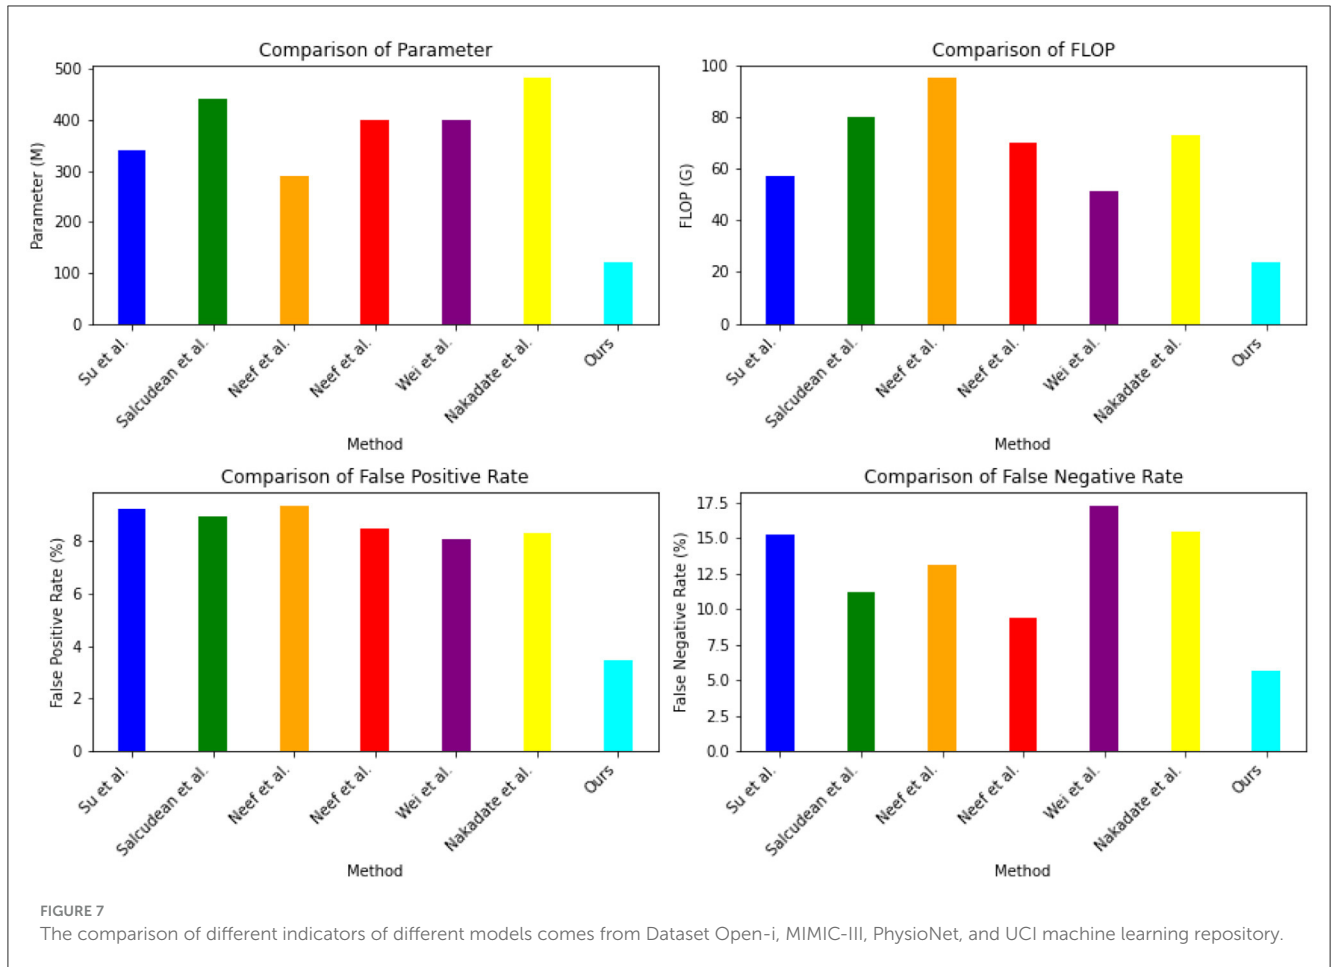 Comparison of Parameter
Parameter (M)
500
400
300
200
100
0
Su et al.
Salcudean et al.
Neef et al.
Neef et al.
Wei et al.
Nakadate et al.
Ours
Method
Comparison of FLOP
FLOP (G)
100
80
60
40
20
0
Su et al.
Salcudean et al.
Neef et al.
Neef et al.
Wei et al.
Nakadate et al.
Ours
Method
Comparison of False Positive Rate
False Positive Rate (%)
8
6
4
2
0
Su et al.
Salcudean et al.
Neef et al.
Neef et al.
Wei et al.
Nakadate et al.
Ours
Method
Comparison of False Negative Rate
False Negative Rate (%)
17.5
15.0
12.5
10.0
7.5
5.0
2.5
0.0
Su et al.
Salcudean et al.
Neef et al.
Neef et al.
Wei et al.
Nakadate et al.
Ours
Method
FIGURE 7
The comparison of different indicators of different models comes from Dataset Open-i, MIMIC-III, PhysioNet, and UCI machine learning repository.